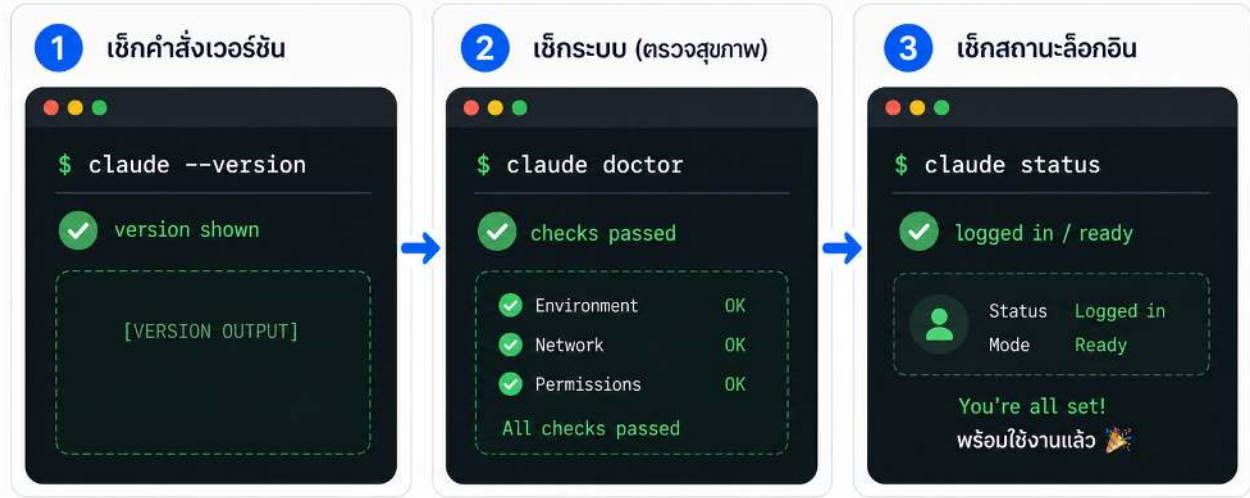 1 เช็กคำสั่งเวอร์ชัน
$ claude --version
version shown
[VERSION OUTPUT]
2 เช็กระบบ (ตรวจสุขภาพ)
$ claude doctor
checks passed
Environment OK
Network OK
Permissions OK
All checks passed
3 เช็กสถานะล็อกอิน
$ claude status
logged in / ready
Status Logged in
Mode Ready
You're all set!
พร้อมใช้งานแล้ว 🎉